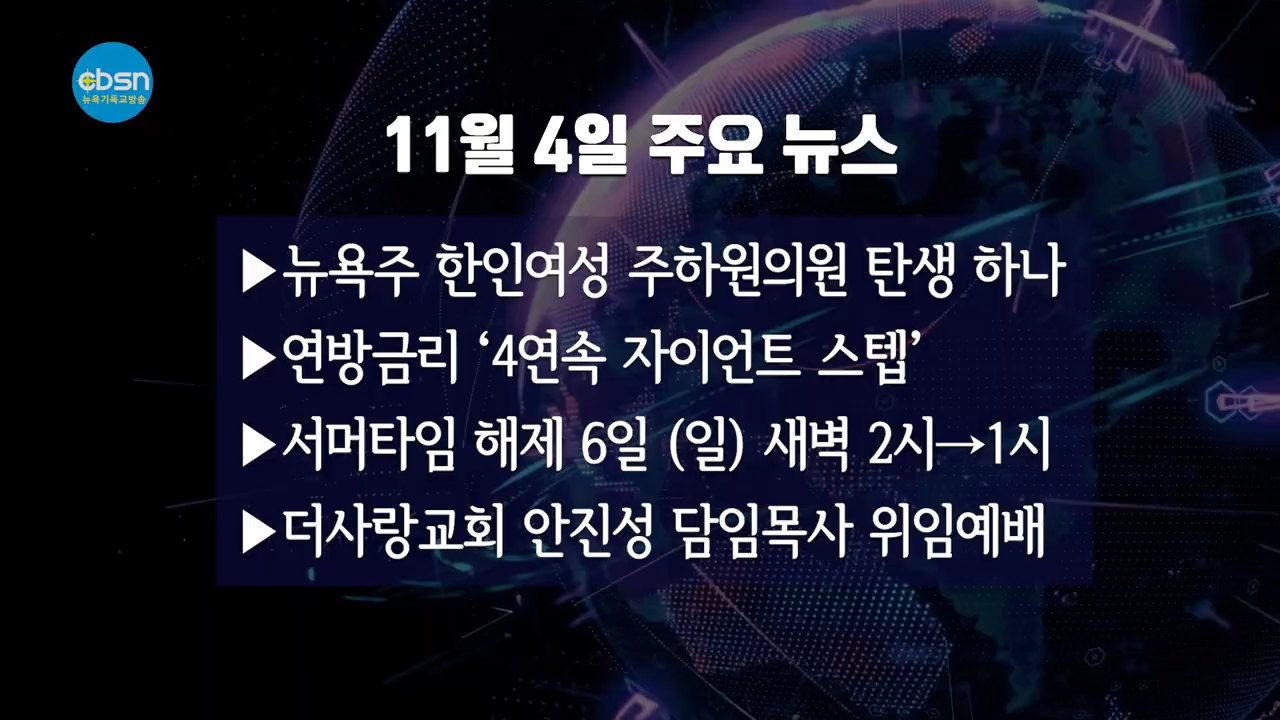 cbsn
뉴욕기독교방송
11월 4일 주요 뉴스
▶뉴욕주 한인여성 주하원의원 탄생 하나
▶연방금리 ‘4연속 자이언트 스텝’
▶서머타임 해제 6일 (일) 새벽 2시→1시
▶더사랑교회 안진성 담임목사 위임예배